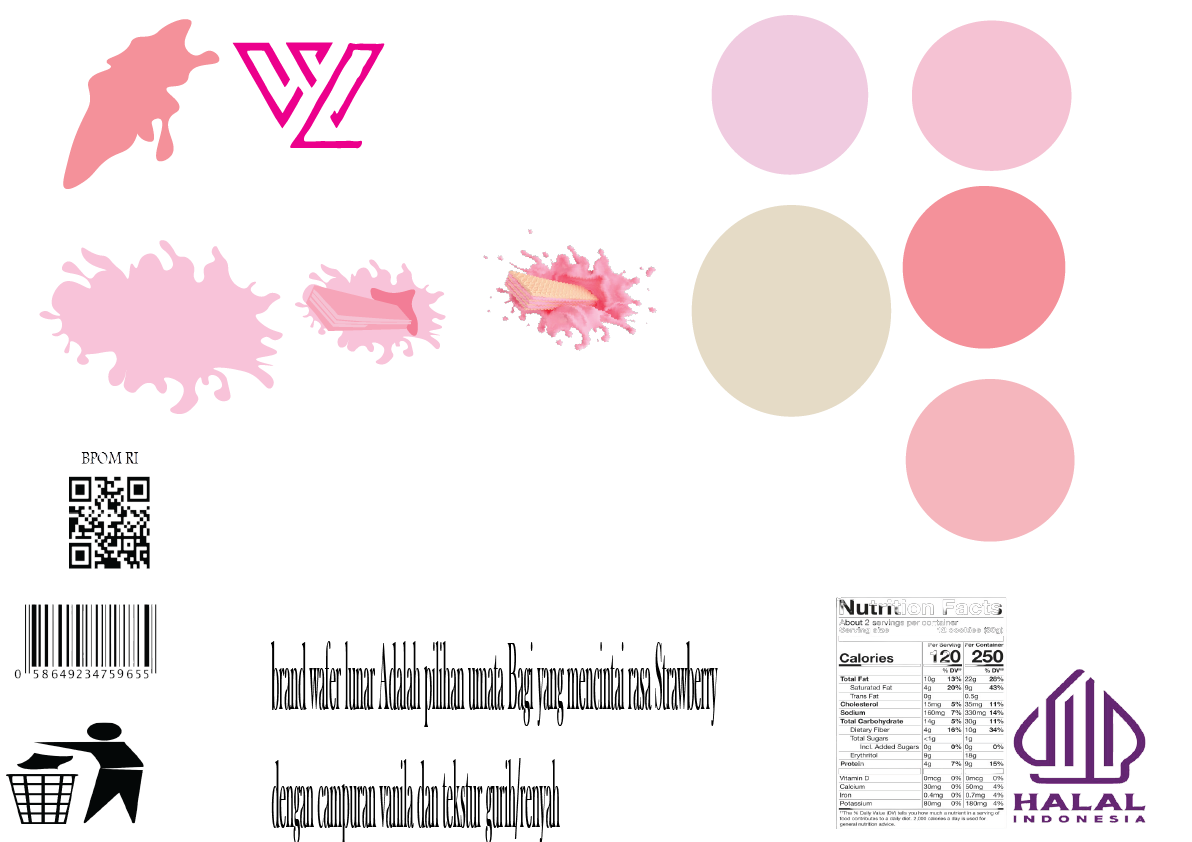 WL
BPOM RI
0 58649234759655
brand wafer lunar Adalah pilihan umata Bagi yang mencintai rasa Strawberry
dengan campuran vanila dan tekstur gurih/renyah
Nutrition Facts
About 2 servings per container
Serving size 12 cookies (30g)
Per Serving Per Container
Calories 120 250
% DV* % DV*
Total Fat 10g 13% 22g 28%
Saturated Fat 4g 20% 9g 43%
Trans Fat 0g 0.5g
Cholesterol 15mg 5% 35mg 11%
Sodium 160mg 7% 330mg 14%
Total Carbohydrate 14g 5% 30g 11%
Dietary Fiber 4g 16% 10g 34%
Total Sugars <1g 1g
Incl. Added Sugars 0g 0% 0g 0%
Erythritol 9g 18g
Protein 4g 7% 9g 15%
Vitamin D 0mcg 0% 0mcg 0%
Calcium 30mg 0% 50mg 4%
Iron 0.4mg 0% 0.7mg 4%
Potassium 80mg 0% 180mg 4%
*The % Daily Value (DV) tells you how much a nutrient in a serving of
food contributes to a daily diet. 2,000 calories a day is used for
general nutrition advice.
HALAL
INDONESIA